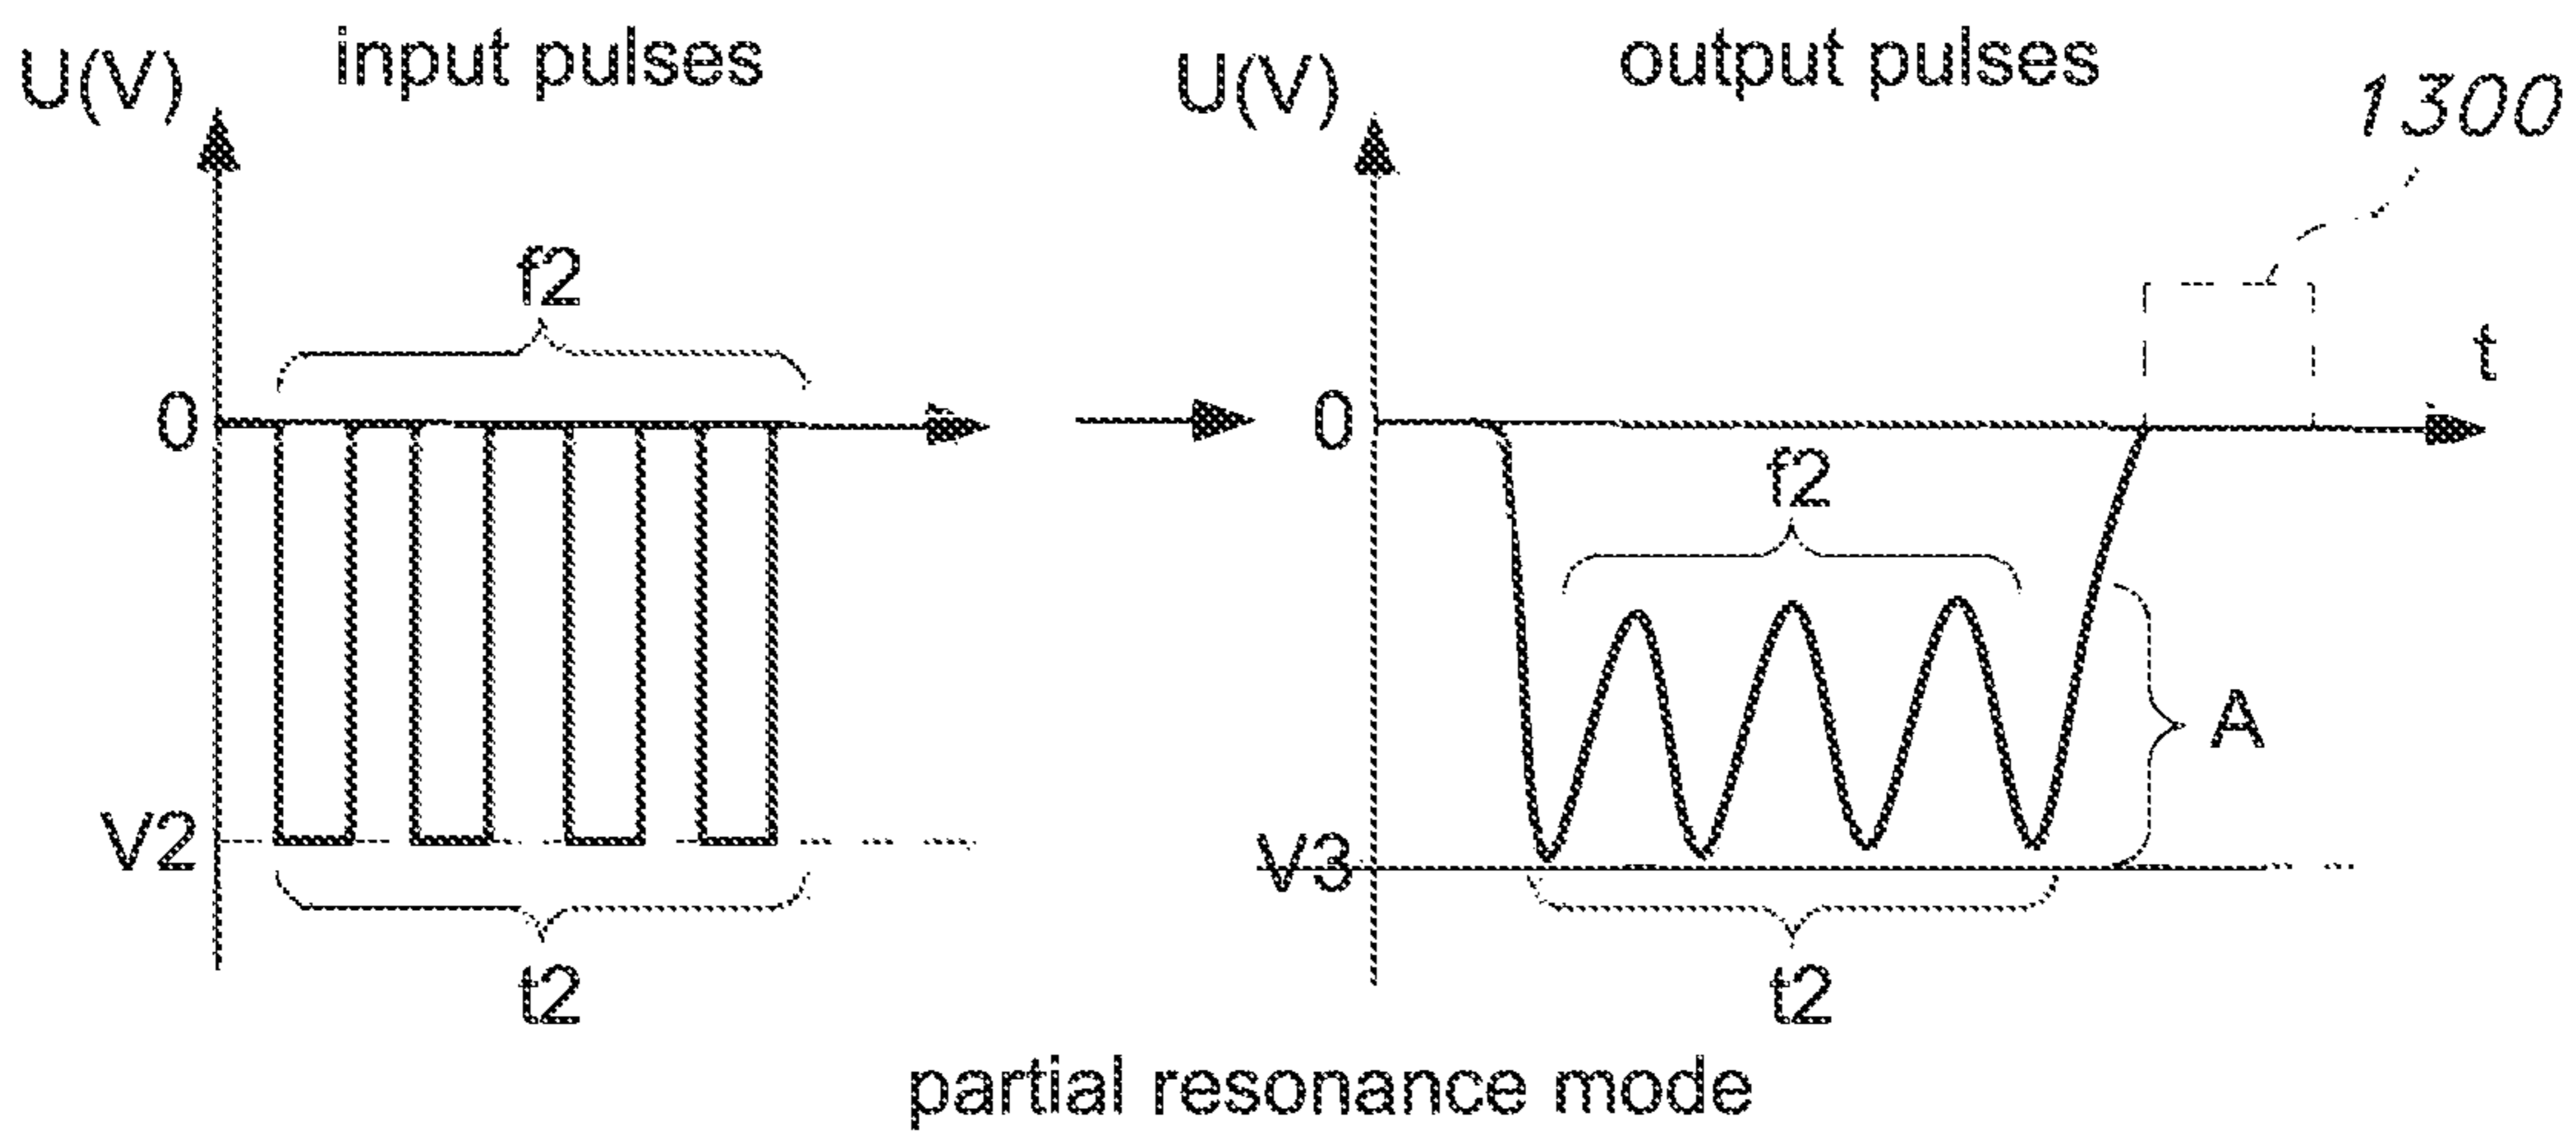 input pulses
output pulses
U(V)
U(V)
1300
f2
t
0
0
f2
A
V2
V3
t2
t2
partial resonance mode